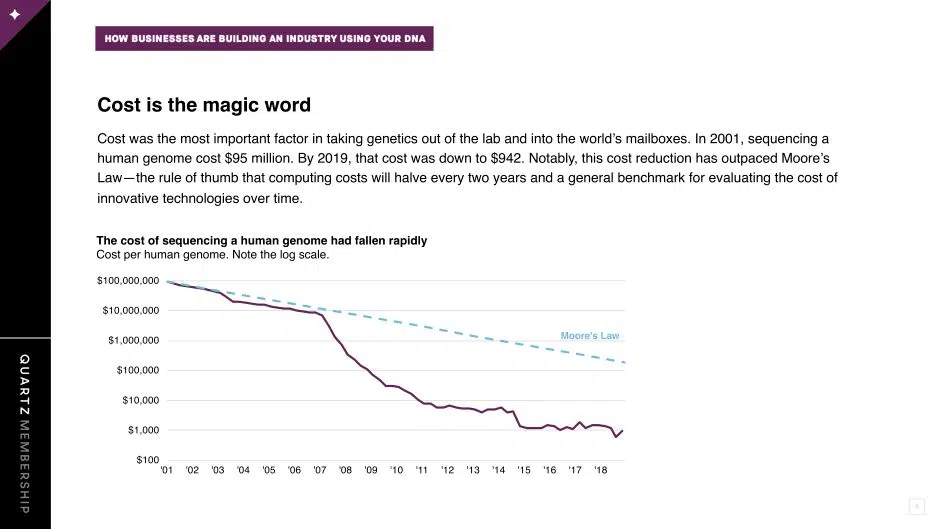 HOW BUSINESSES ARE BUILDING AN INDUSTRY USING YOUR DNA
Cost is the magic word
Cost was the most important factor in taking genetics out of the lab and into the world’s mailboxes. In 2001, sequencing a
human genome cost $95 million. By 2019, that cost was down to $942. Notably, this cost reduction has outpaced Moore’s
Law—the rule of thumb that computing costs will halve every two years and a general benchmark for evaluating the cost of
innovative technologies over time.
The cost of sequencing a human genome had fallen rapidly
Cost per human genome. Note the log scale.
$100,000,000
$10,000,000
$1,000,000
$100,000
$10,000
$1,000
$100
Moore's Law
'01 '02 '03 '04 '05 '06 '07 '08 '09 '10 '11 '12 '13 '14 '15 '16 '17 '18
QUARTZ MEMBERSHIP